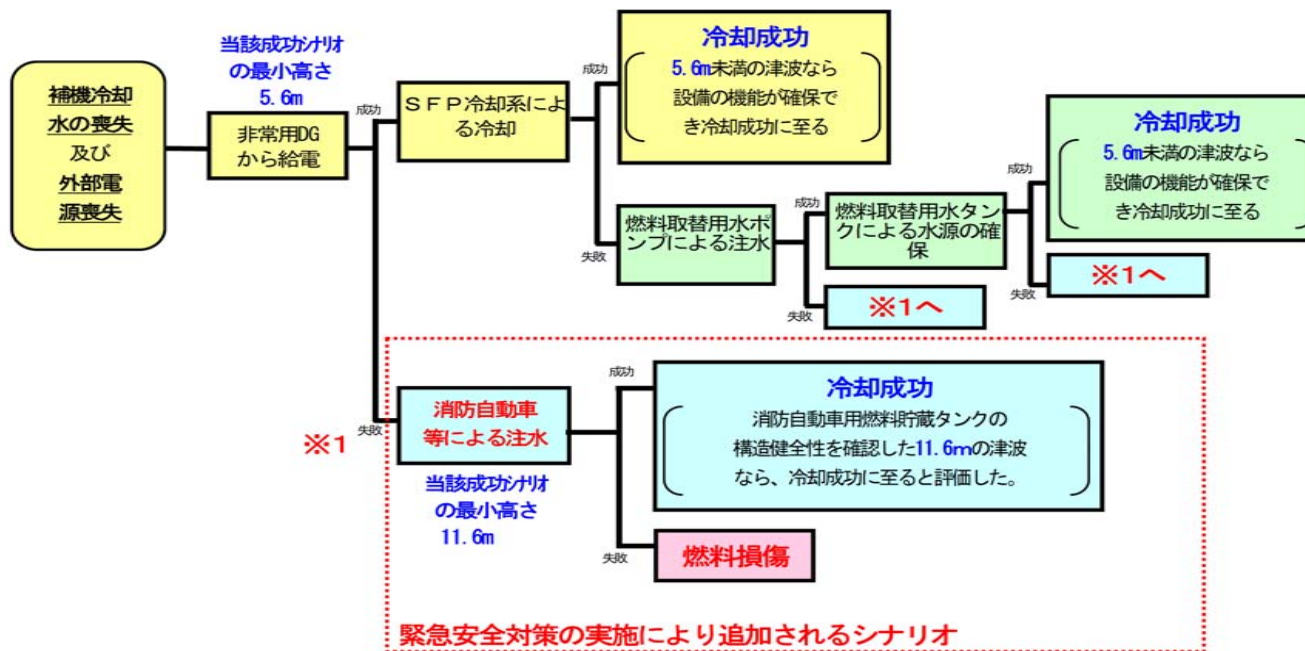 補機冷却
水の喪失
及び
外部電
源喪失
当該成功シナリオ
の最小高さ
5.6m
非常用DG
から給電
成功
ＳＦＰ冷却系によ
る冷却
成功
冷却成功
5.6m未満の津波なら
設備の機能が確保で
き冷却成功に至る
失敗
燃料取替用水ポ
ンプによる注水
成功
燃料取替用水タン
クによる水源の確
保
成功
冷却成功
5.6m未満の津波なら
設備の機能が確保で
き冷却成功に至る
失敗
※１へ
失敗
※１へ
※１
失敗
消防自動車
等による注水
当該成功シナリオ
の最小高さ
11.6m
成功
冷却成功
消防自動車用燃料貯蔵タンクの
構造健全性を確認した11.6mの津波
なら、冷却成功に至ると評価した。
失敗
燃料損傷
緊急安全対策の実施により追加されるシナリオ